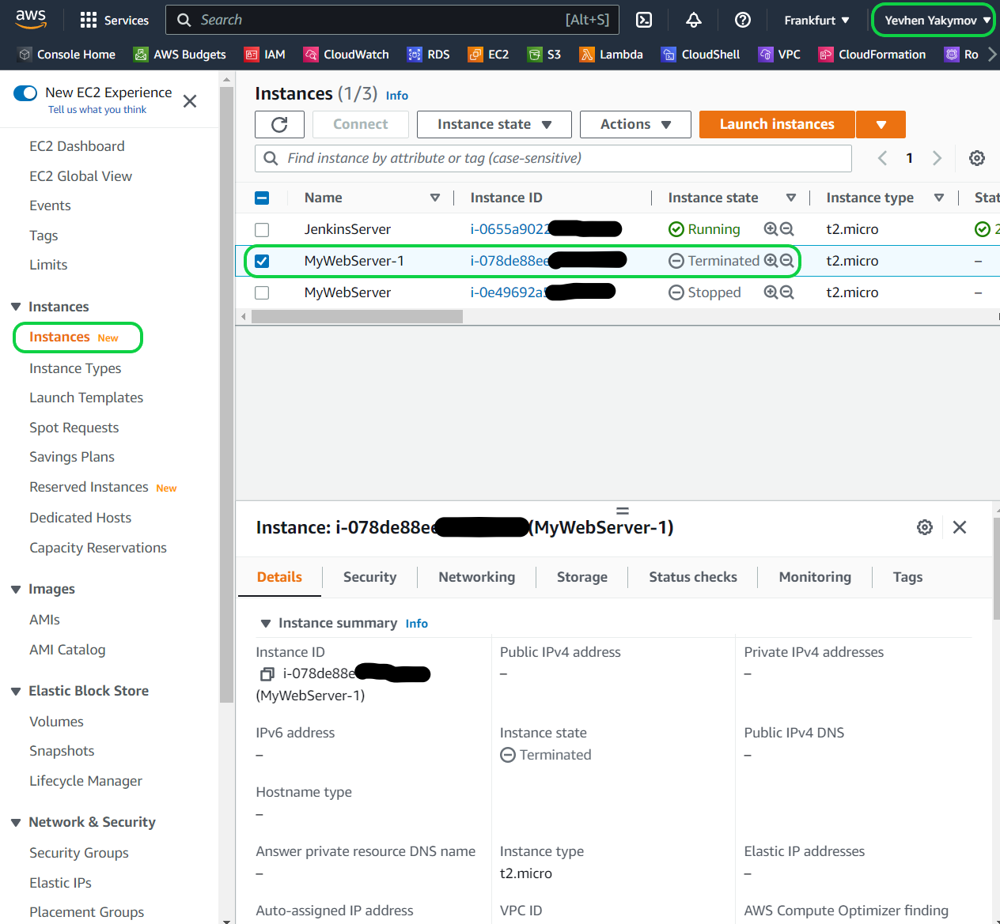 aws Services Search [Alt+S] Frankfurt Yevhen Yakymov
Console Home AWS Budgets IAM CloudWatch RDS EC2 S3 Lambda CloudShell VPC CloudFormation Ro
New EC2 Experience
Tell us what you think
EC2 Dashboard
EC2 Global View
Events
Tags
Limits
Instances
Instances New
Instance Types
Launch Templates
Spot Requests
Savings Plans
Reserved Instances New
Dedicated Hosts
Capacity Reservations
Images
AMIs
AMI Catalog
Elastic Block Store
Volumes
Snapshots
Lifecycle Manager
Network & Security
Security Groups
Elastic IPs
Placement Groups
Instances (1/3) Info
Connect Instance state Actions Launch instances
Find instance by attribute or tag (case-sensitive) 1
Name Instance ID Instance state Instance type Stat
JenkinsServer i-0655a9022 Running t2.micro 2
MyWebServer-1 i-078de88ee Terminated t2.micro –
MyWebServer i-0e49692a Stopped t2.micro –
Instance: i-078de88ee (MyWebServer-1)
Details Security Networking Storage Status checks Monitoring Tags
Instance summary Info
Instance ID
i-078de88e
(MyWebServer-1)
Public IPv4 address
–
Private IPv4 addresses
–
IPv6 address
–
Instance state
Terminated
Public IPv4 DNS
–
Hostname type
–
Answer private resource DNS name
–
Instance type
t2.micro
Elastic IP addresses
–
Auto-assigned IP address
VPC ID
AWS Compute Optimizer finding